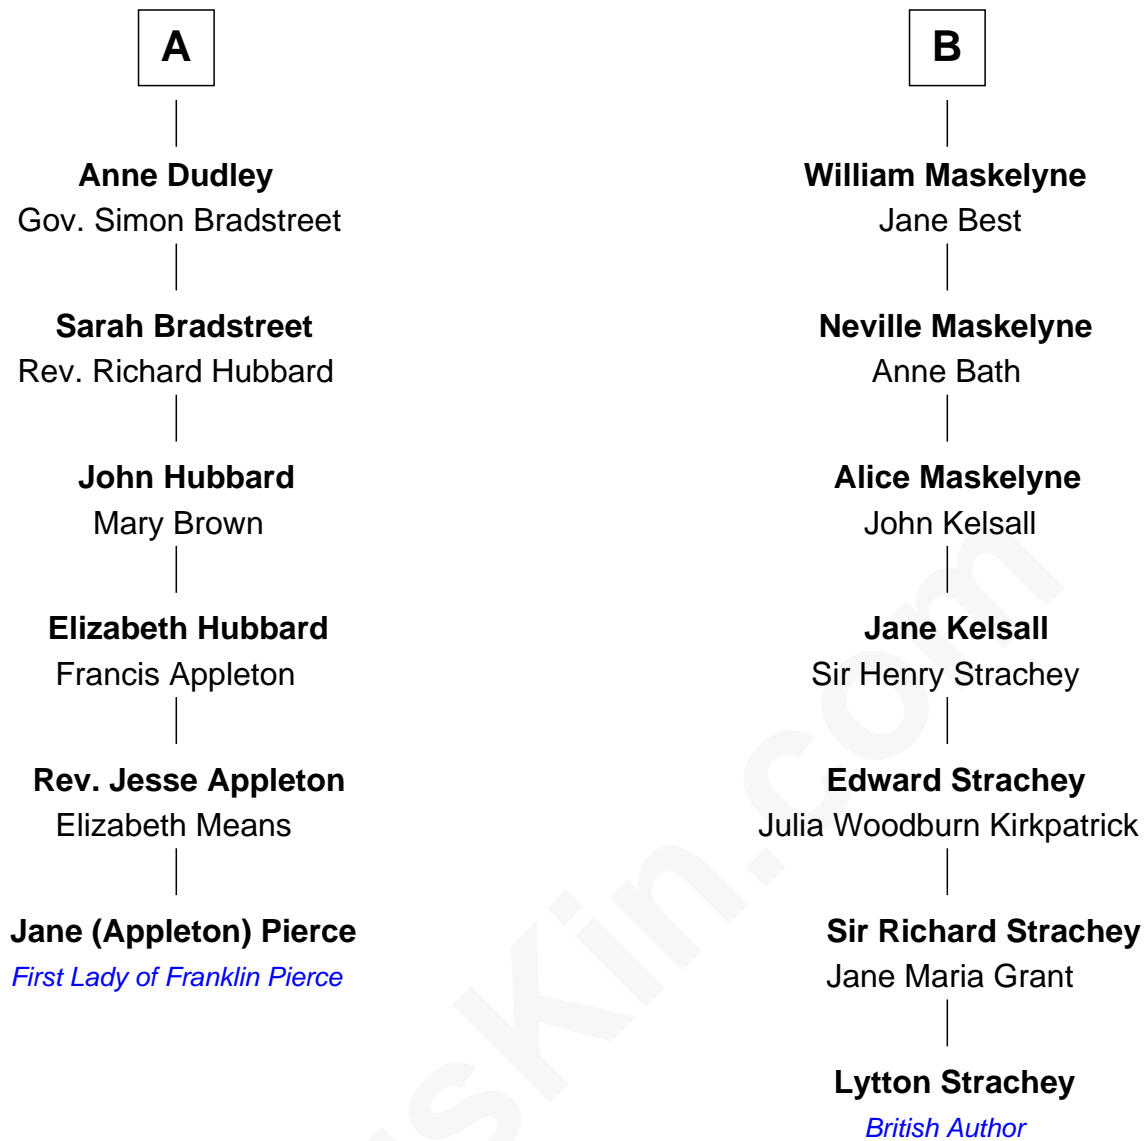 A
Anne Dudley
Gov. Simon Bradstreet
Sarah Bradstreet
Rev. Richard Hubbard
John Hubbard
Mary Brown
Elizabeth Hubbard
Francis Appleton
Rev. Jesse Appleton
Elizabeth Means
Jane (Appleton) Pierce
First Lady of Franklin Pierce
B
William Maskelyne
Jane Best
Neville Maskelyne
Anne Bath
Alice Maskelyne
John Kelsall
Jane Kelsall
Sir Henry Strachey
Edward Strachey
Julia Woodburn Kirkpatrick
Sir Richard Strachey
Jane Maria Grant
Lytton Strachey
British Author
sKin.com